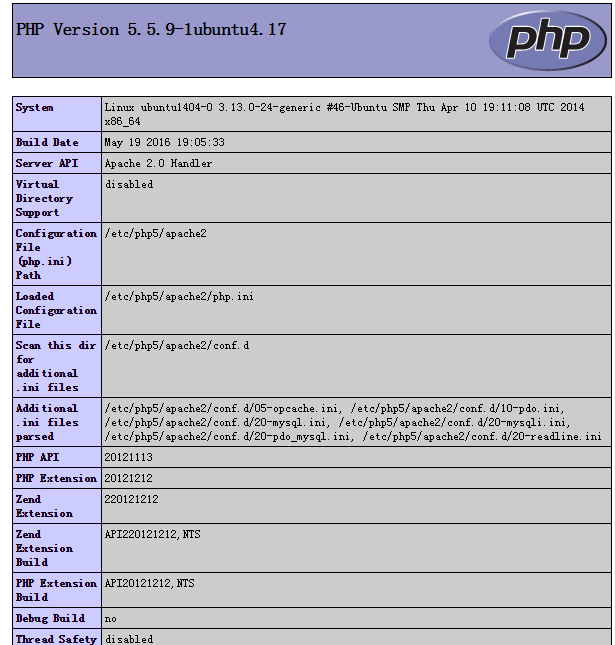 PHP Version 5.5.9-1ubuntu4.17
php
System
Linux ubuntu1404-0 3.13.0-24-generic #46-Ubuntu SMP Thu Apr 10 19:11:08 UTC 2014
x86_64
Build Date
May 19 2016 19:05:33
Server API
Apache 2.0 Handler
Virtual
Directory
Support
disabled
Configuration
File
(php.ini)
Path
/etc/php5/apache2
Loaded
Configuration
File
/etc/php5/apache2/php.ini
Scan this dir
for
additional
.ini files
/etc/php5/apache2/conf.d
Additional
.ini files
parsed
/etc/php5/apache2/conf.d/05-opcache.ini, /etc/php5/apache2/conf.d/10-pdo.ini,
/etc/php5/apache2/conf.d/20-mysql.ini, /etc/php5/apache2/conf.d/20-mysqli.ini,
/etc/php5/apache2/conf.d/20-pdo_mysql.ini, /etc/php5/apache2/conf.d/20-readline.ini
PHP API
20121113
PHP Extension
20121212
Zend
Extension
220121212
Zend
Extension
Build
API220121212,NTS
PHP Extension
Build
API20121212,NTS
Debug Build
no
Thread Safety
disabled